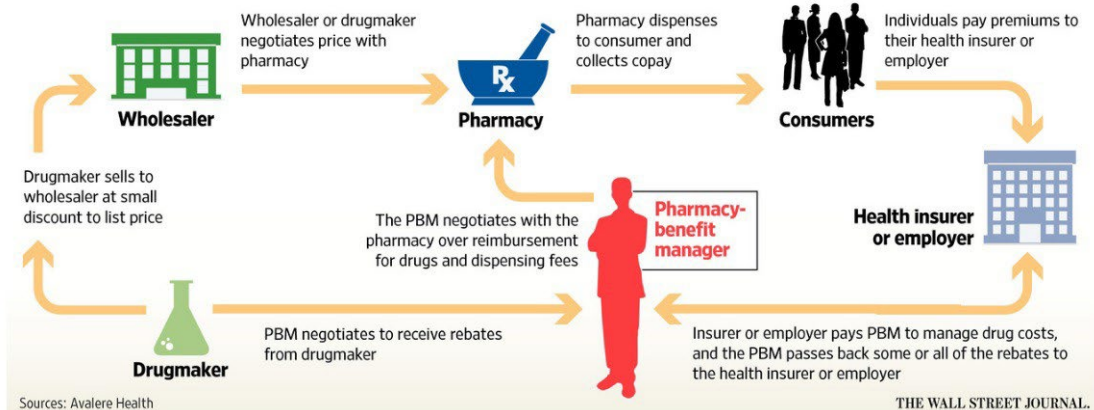 Wholesaler or drugmaker
negotiates price with
pharmacy
Pharmacy dispenses
to consumer and
collects copay
Individuals pay premiums to
their health insurer or
employer
Rx
Wholesaler
Pharmacy
Consumers
Drugmaker sells to
wholesaler at small
discount to list price
The PBM negotiates with the
pharmacy over reimbursement
for drugs and dispensing fees
Pharmacy-
benefit
manager
Health insurer
or employer
PBM negotiates to receive rebates
from drugmaker
Insurer or employer pays PBM to manage drug costs,
and the PBM passes back some or all of the rebates to
the health insurer or employer
Drugmaker
Sources: Avalere Health
THE WALL STREET JOURNAL.